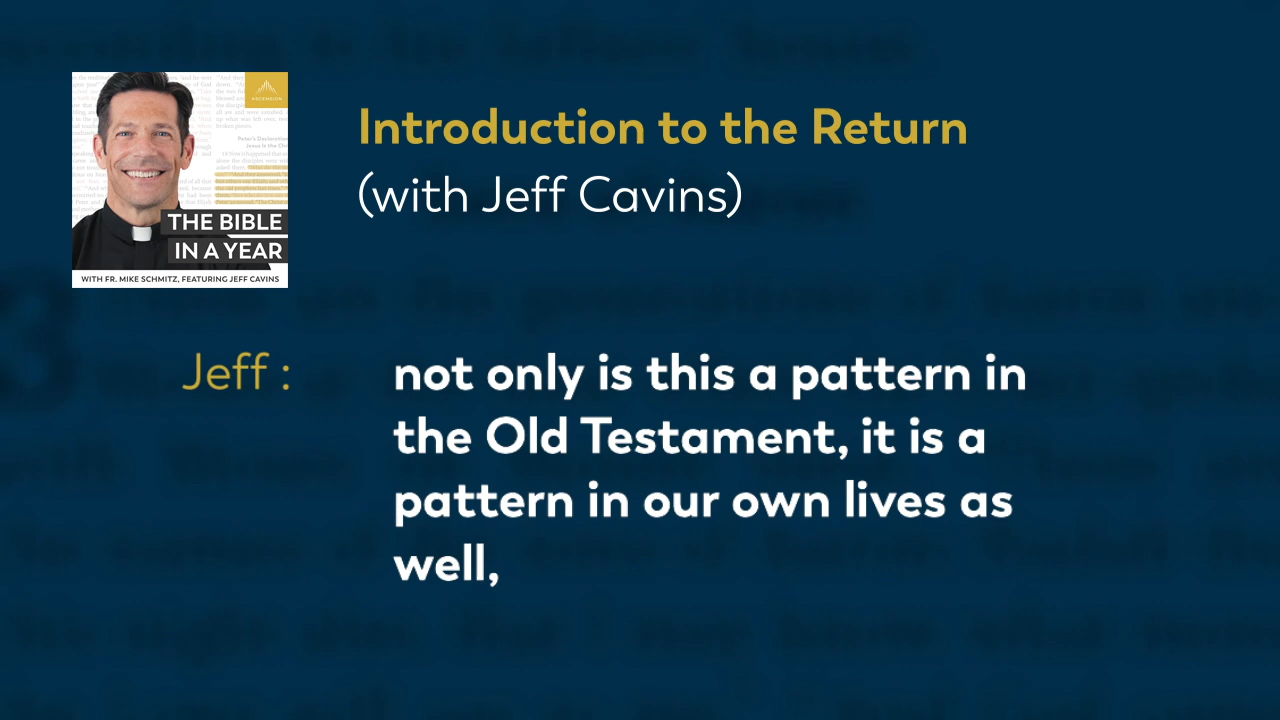 ASCENSION
THE BIBLE
IN A YEAR
WITH FR. MIKE SCHMITZ, FEATURING JEFF CAVINS
Introduction to the Return
(with Jeff Cavins)
Jeff :
not only is this a pattern in
the Old Testament, it is a
pattern in our own lives as
well,